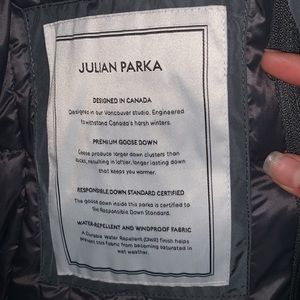 JULIAN PARKA
DESIGNED IN CANADA
Designed in our Vancouver studio. Engineered
to withstand Canada's harsh winters.
PREMIUM GOOSE DOWN
Geese produce larger down clusters than
ducks, resulting in loftier, longer lasting down
that keeps you warmer.
RESPONSIBLE DOWN STANDARD CERTIFIED
The goose down inside this parka is certified to
the Responsible Down Standard.
WATER-REPELLENT AND WINDPROOF FABRIC
A Durable Water Repellent (DWR) finish helps
prevent this fabric from becoming saturated in
wet weather.